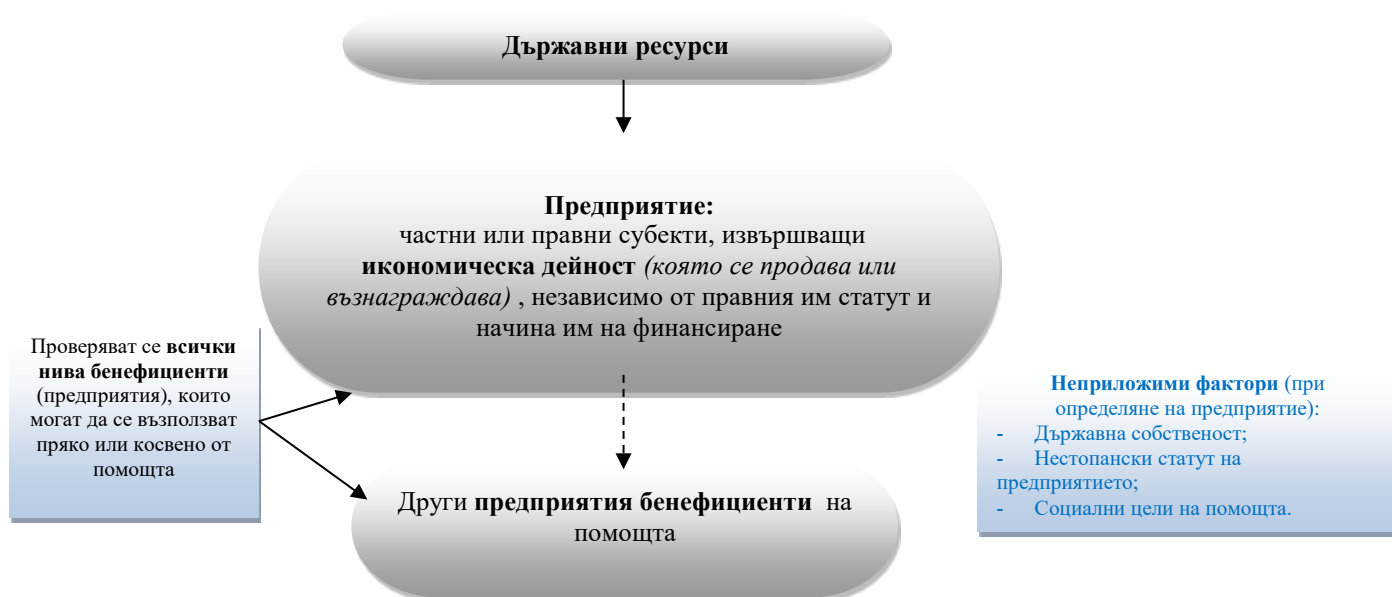 Държавни ресурси
Предприятие:
частни или правни субекти, извършващи
икономическа дейност (която се продава или
възнаграждава) , независимо от правния им статут и
начина им на финансиране
Проверяват се всички
нива бенефициенти
(предприятия), които
могат да се възползват
пряко или косвено от
помощта
Неприложими фактори (при
определяне на предприятие):
- Държавна собственост;
- Нестопански статут на
предприятието;
- Социални цели на помощта.
Други предприятия бенефициенти на
помощта